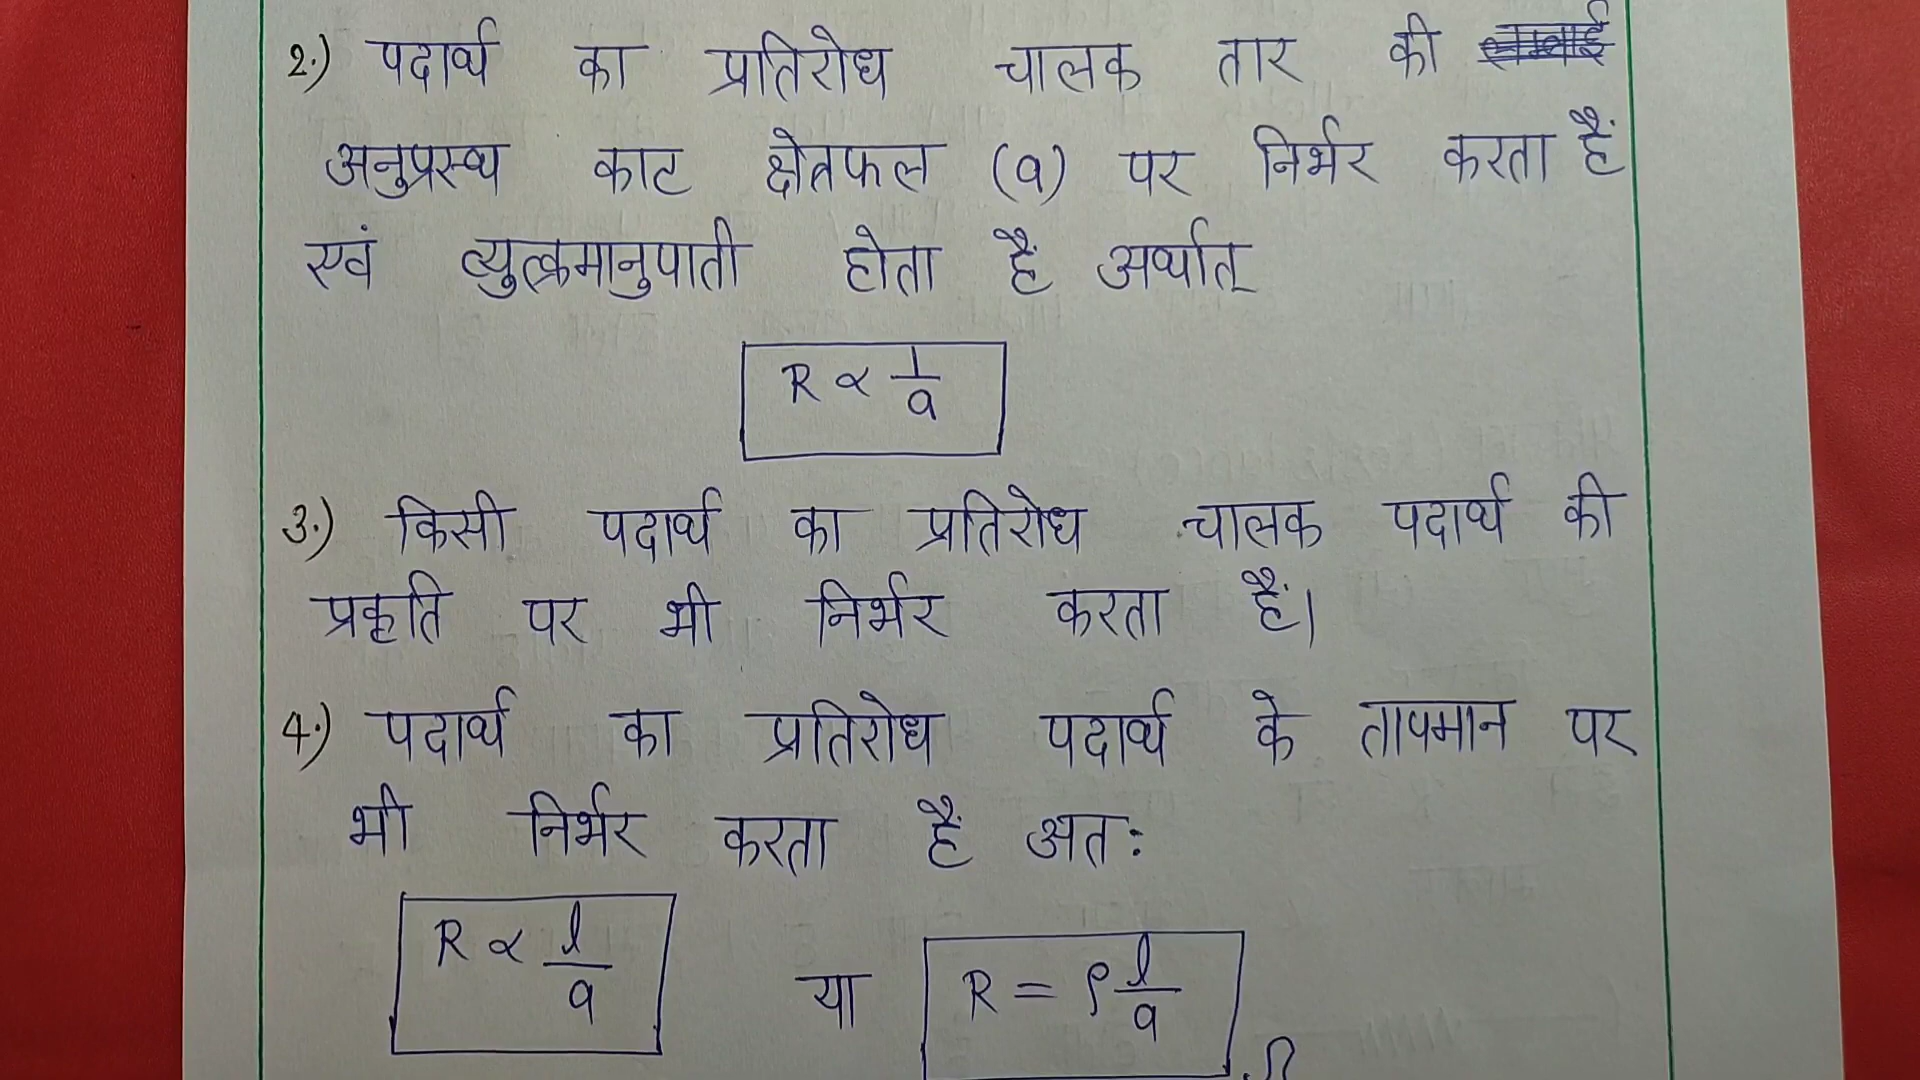 2.) पदार्थ का प्रतिरोध चालक तार की लम्बाई
अनुप्रस्थ काट क्षेत्रफल (a) पर निर्भर करता हैं
एवं व्युत्क्रमानुपाती होता हैं अर्थात्
R ∝ 1/a
3.) किसी पदार्थ का प्रतिरोध चालक पदार्थ की
प्रकृति पर भी निर्भर करता हैं।
4.) पदार्थ का प्रतिरोध पदार्थ के तापमान पर
भी निर्भर करता हैं अतः
R ∝ l/a या R = ρ l/a .Ω